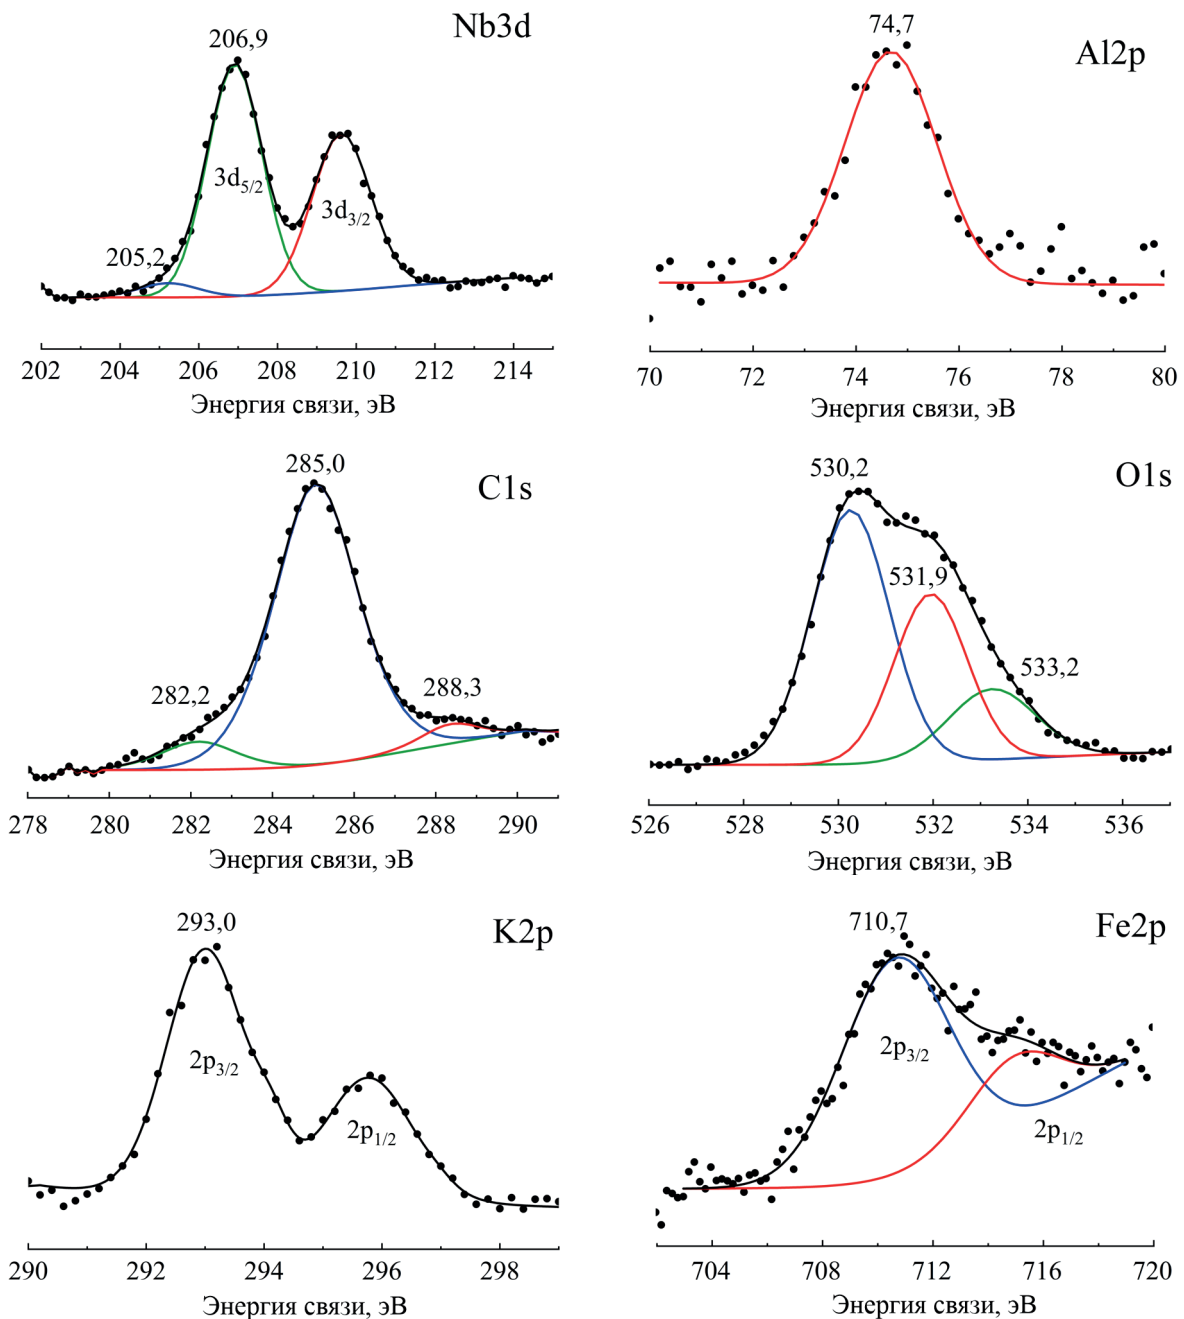 Nb3d
206,9
3d5/2
3d3/2
205,2
202 204 206 208 210 212 214
Энергия связи, эВ
Al2p
74,7
70 72 74 76 78 80
Энергия связи, эВ
C1s
285,0
282,2
288,3
278 280 282 284 286 288 290
Энергия связи, эВ
O1s
530,2
531,9
533,2
526 528 530 532 534 536
Энергия связи, эВ
K2p
293,0
2p3/2
2p1/2
290 292 294 296 298
Энергия связи, эВ
Fe2p
710,7
2p3/2
2p1/2
704 708 712 716 720
Энергия связи, эВ